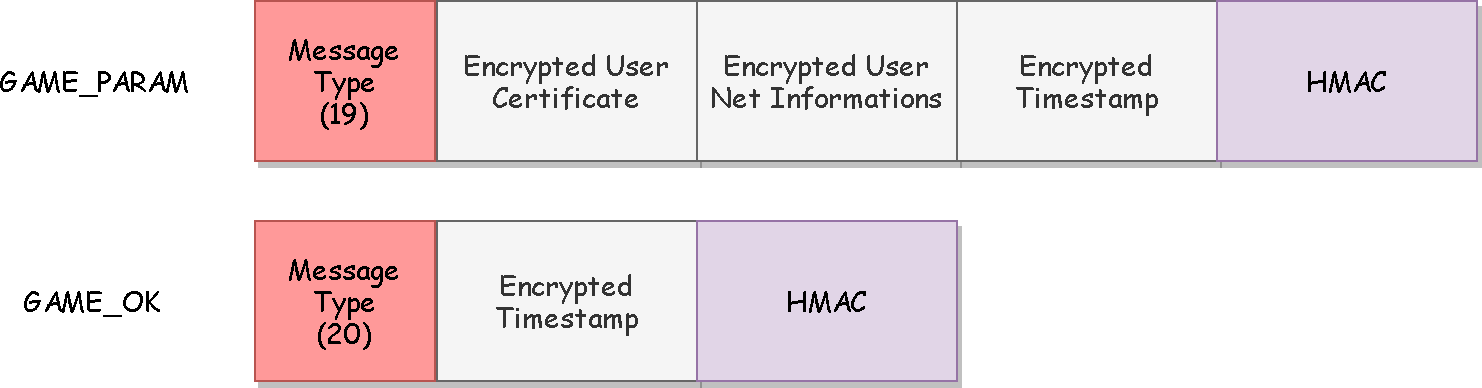 GAME_PARAM
Message
Type
(19)
Encrypted User
Certificate
Encrypted User
Net Informations
Encrypted
Timestamp
HMAC
GAME_OK
Message
Type
(20)
Encrypted
Timestamp
HMAC